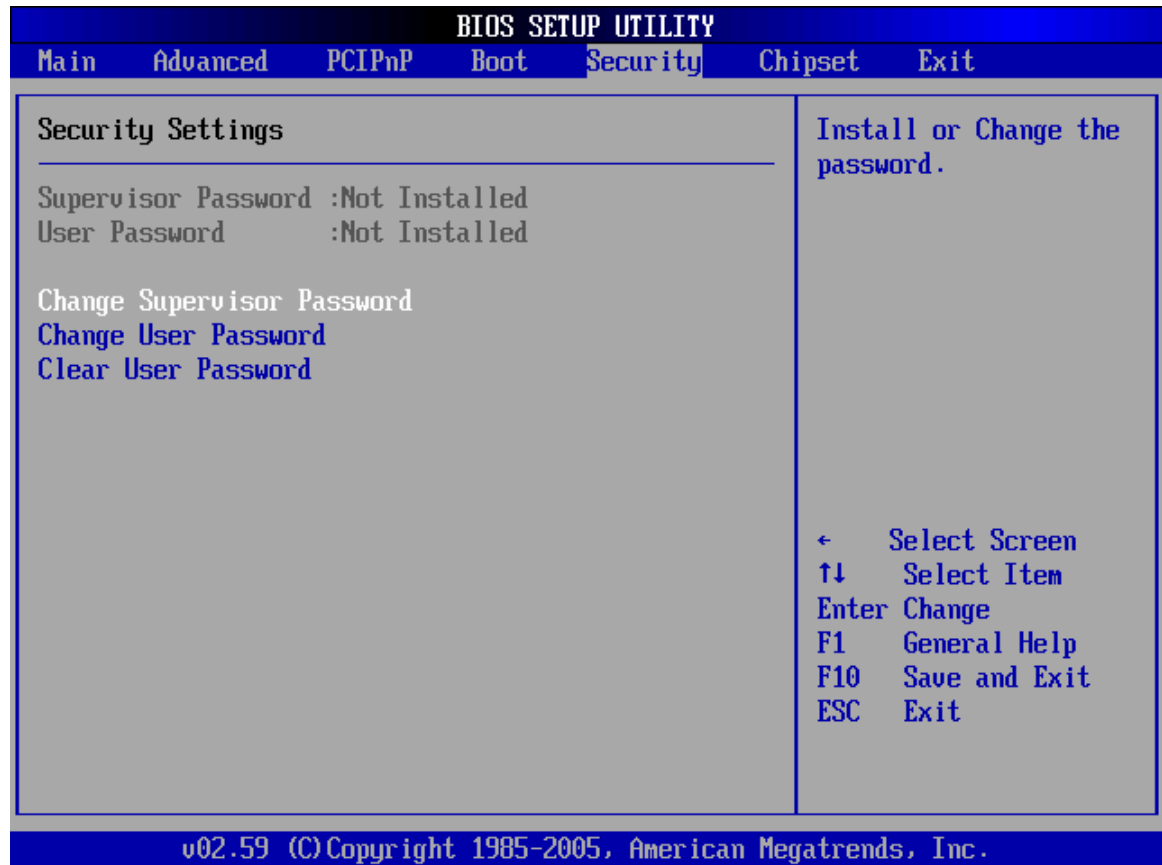 BIOS SETUP UTILITY
Main Advanced PCIPnP Boot Security Chipset Exit
Security Settings
Supervisor Password :Not Installed
User Password :Not Installed
Change Supervisor Password
Change User Password
Clear User Password
Install or Change the
password.
← Select Screen
↑↓ Select Item
Enter Change
F1 General Help
F10 Save and Exit
ESC Exit
v02.59 (C)Copyright 1985-2005, American Megatrends, Inc.